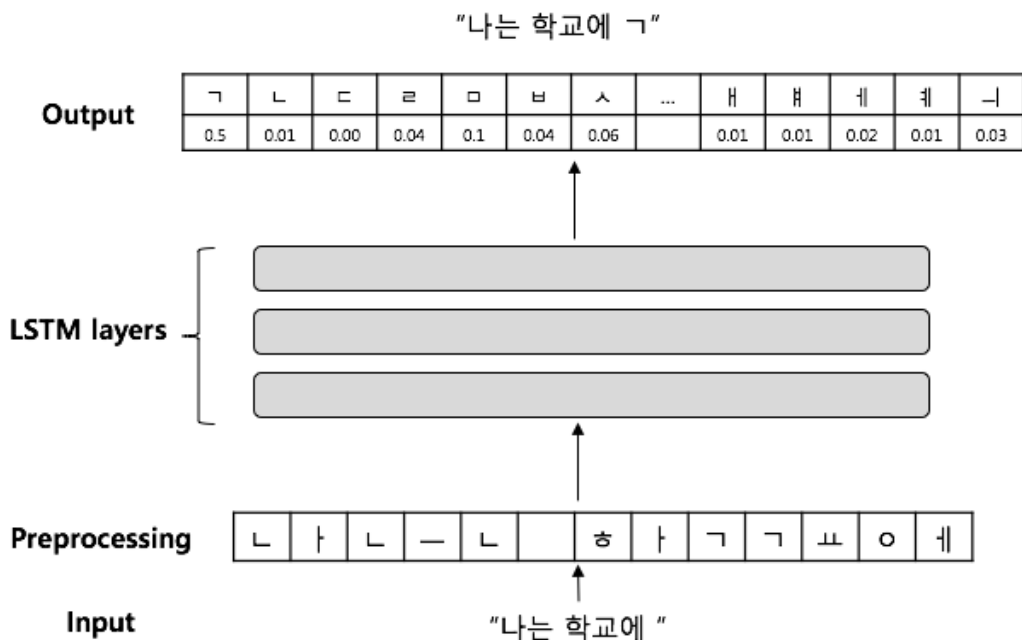 "나는 학교에 ㄱ"
Output
ㄱ ㄴ ㄷ ㄹ ㅁ ㅂ ㅅ ... ㅐ ㅒ ㅔ ㅖ ㅢ
0.5 0.01 0.00 0.04 0.1 0.04 0.06 0.01 0.01 0.02 0.01 0.03
LSTM layers
Preprocessing
ㄴ ㅏ ㄴ ㅡ ㄴ ㅎ ㅏ ㄱ ㄱ ㅛ ㅇ ㅔ
Input
"나는 학교에 "